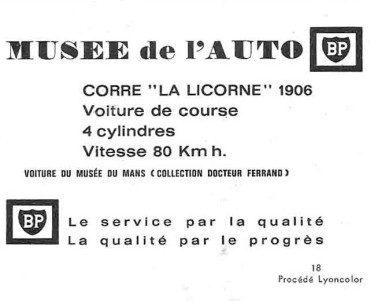 MUSEE de l'AUTO BP
CORRE "LA LICORNE" 1906
Voiture de course
4 cylindres
Vitesse 80 Km h.
VOITURE DU MUSÉE DU MANS ( COLLECTION DOCTEUR FERRAND )
BP Le service par la qualité
La qualité par le progrès
18
Procédé Lyoncolor